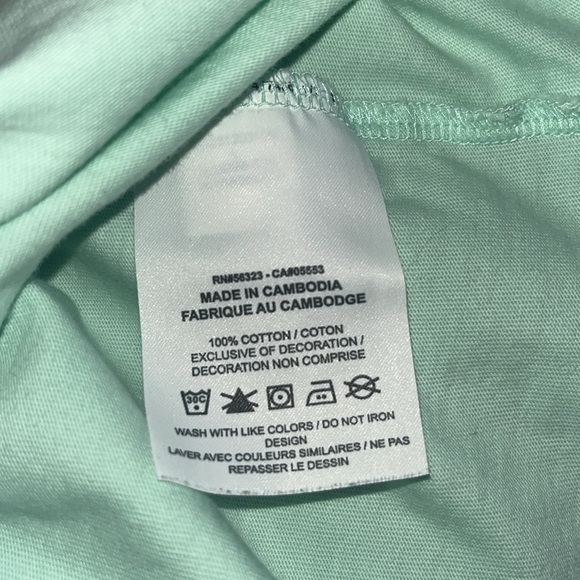 RN#56323 - CA#05553
MADE IN CAMBODIA
FABRIQUE AU CAMBODGE
100% COTTON / COTON
EXCLUSIVE OF DECORATION /
DECORATION NON COMPRISE
30C
WASH WITH LIKE COLORS / DO NOT IRON
DESIGN
LAVER AVEC COULEURS SIMILAIRES / NE PAS
REPASSER LE DESSIN